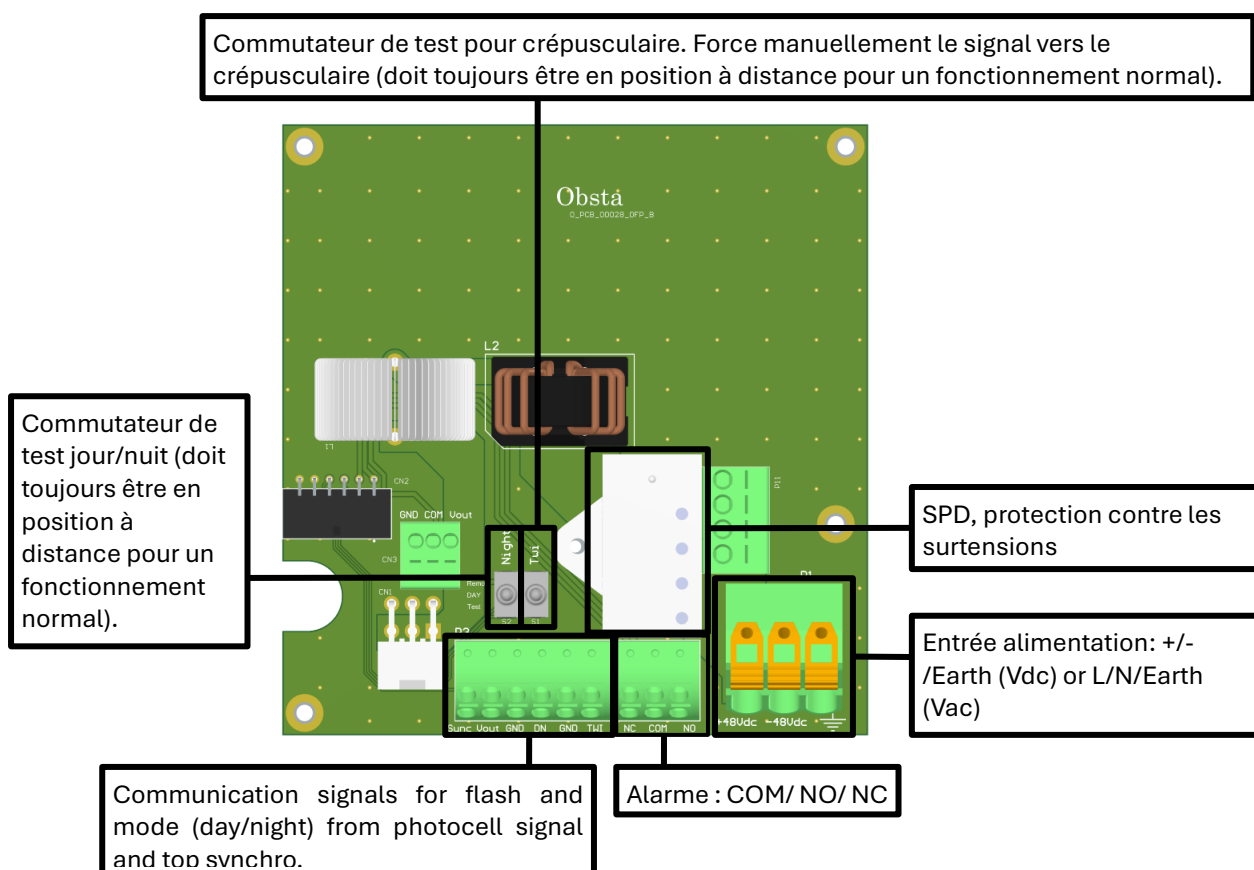 Commutateur de test pour crépusculaire. Force manuellement le signal vers le
crépusculaire (doit toujours être en position à distance pour un fonctionnement normal).
Obsta
O_PCB_00028_OFP_B
L2
L1
Commutateur de
test jour/nuit (doit
toujours être en
position à
distance pour un
fonctionnement
normal).
CN2
GND COM Vout
CN3
CN1
Night
Twi
DAY
Test
S2
S1
P11
SPD, protection contre les
surtensions
Entrée alimentation: +/-
/Earth (Vdc) or L/N/Earth
(Vac)
Sync Vout GND DN GND TWI
NC COM NO
+48Vdc -48Vdc
Communication signals for flash and
mode (day/night) from photocell signal
and top synchro.
Alarme : COM/ NO/ NC